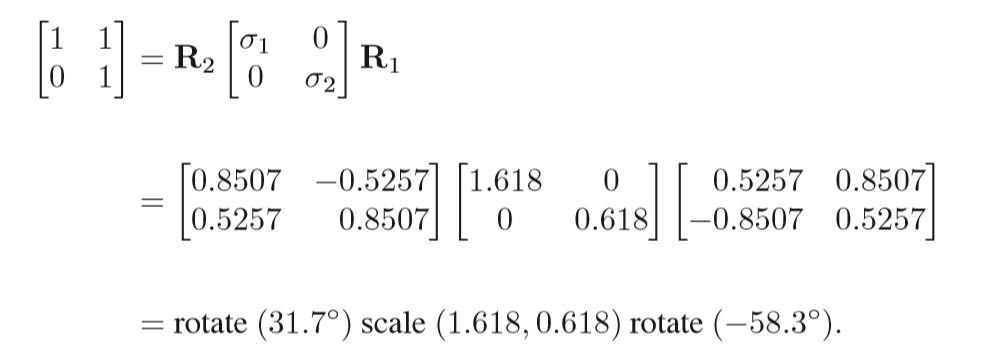 [1 1; 0 1] = R₂ [σ₁ 0; 0 σ₂] R₁
= [0.8507 −0.5257; 0.5257 0.8507] [1.618 0; 0 0.618] [0.5257 0.8507; −0.8507 0.5257]
= rotate (31.7°) scale (1.618, 0.618) rotate (−58.3°).